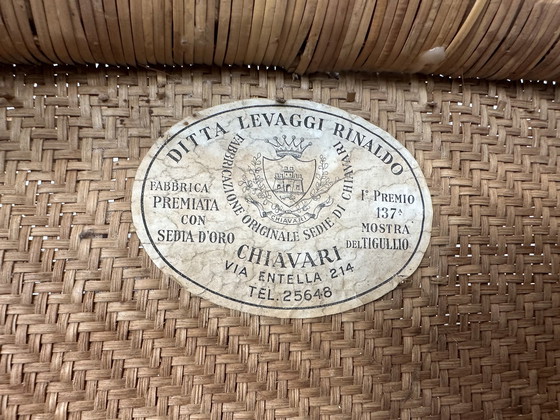 DITTA LEVAGGI RINALDO
FABBRICAZIONE ORIGINALE SEDIE DI CHIAVARI
CHIAVARI
FABBRICA
PREMIATA
CON
SEDIA D'ORO
1° PREMIO
137ª
MOSTRA
DEL TIGULLIO
CHIAVARI
VIA ENTELLA 214
TEL. 25648